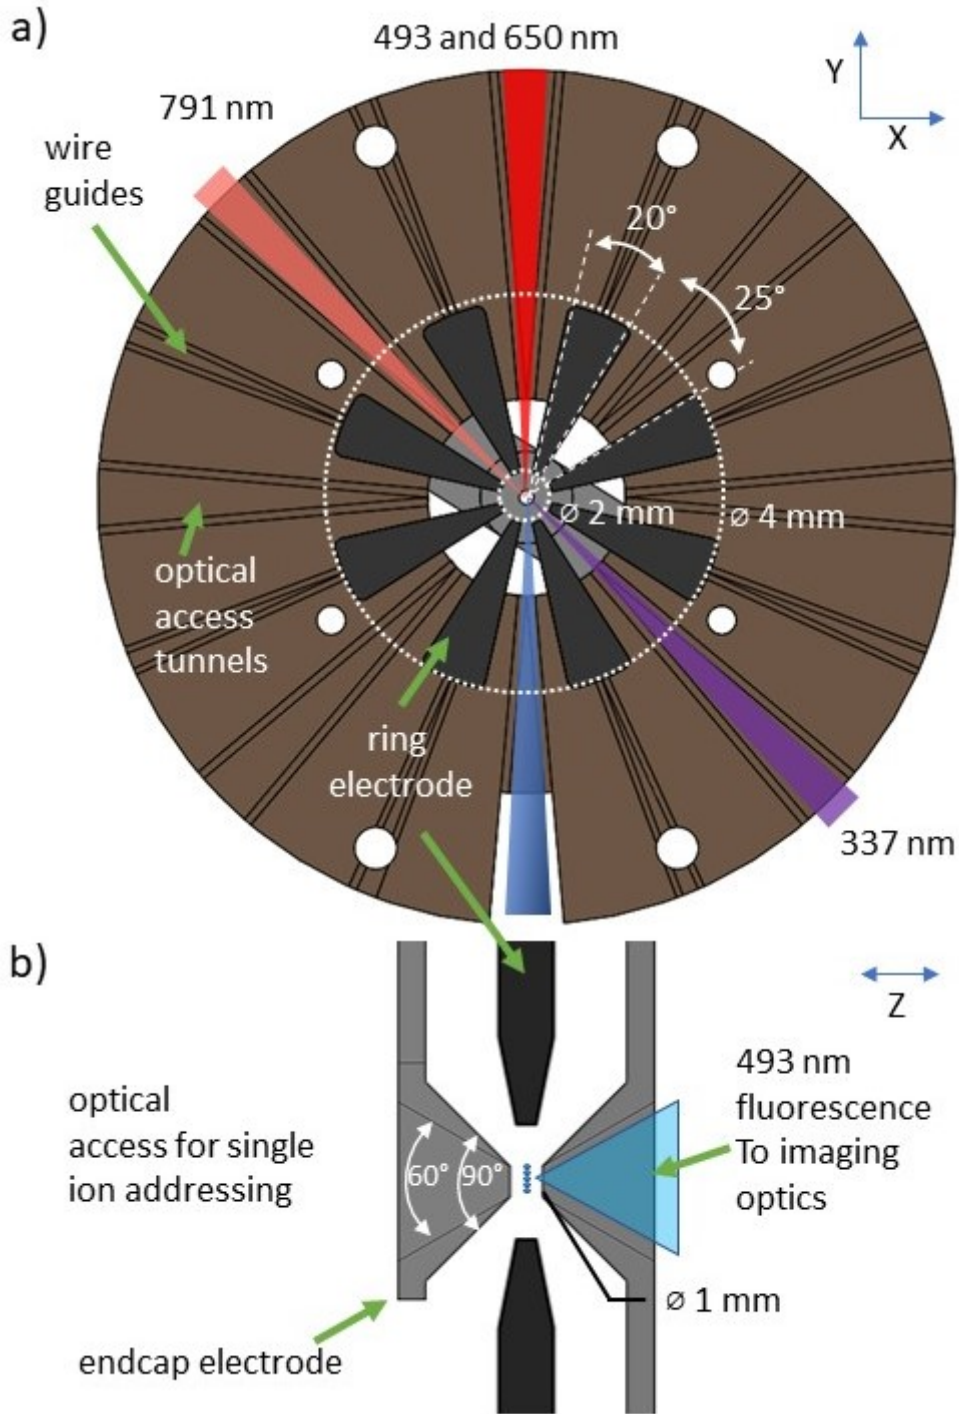 a)
493 and 650 nm
Y
X
791 nm
wire
guides
20°
25°
⌀ 2 mm
⌀ 4 mm
optical
access
tunnels
ring
electrode
337 nm
b)
Z
493 nm
fluorescence
To imaging
optics
optical
access for single
ion addressing
60°
90°
⌀ 1 mm
endcap electrode